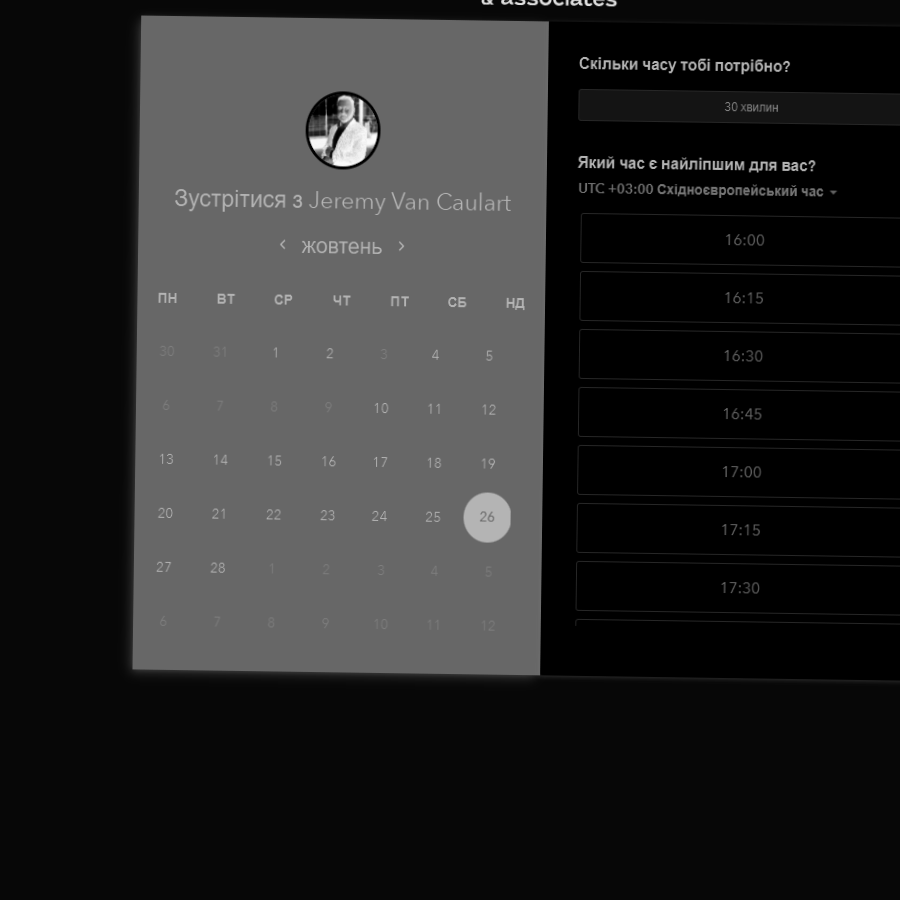 & associates
Зустрітися з Jeremy Van Caulart
жовтень
ПН ВТ СР ЧТ ПТ СБ НД
30 31 1 2 3 4 5
6 7 8 9 10 11 12
13 14 15 16 17 18 19
20 21 22 23 24 25 26
27 28 1 2 3 4 5
6 7 8 9 10 11 12
Скільки часу тобі потрібно?
30 хвилин
Який час є найліпшим для вас?
UTC +03:00 Східноєвропейський час
16:00
16:15
16:30
16:45
17:00
17:15
17:30